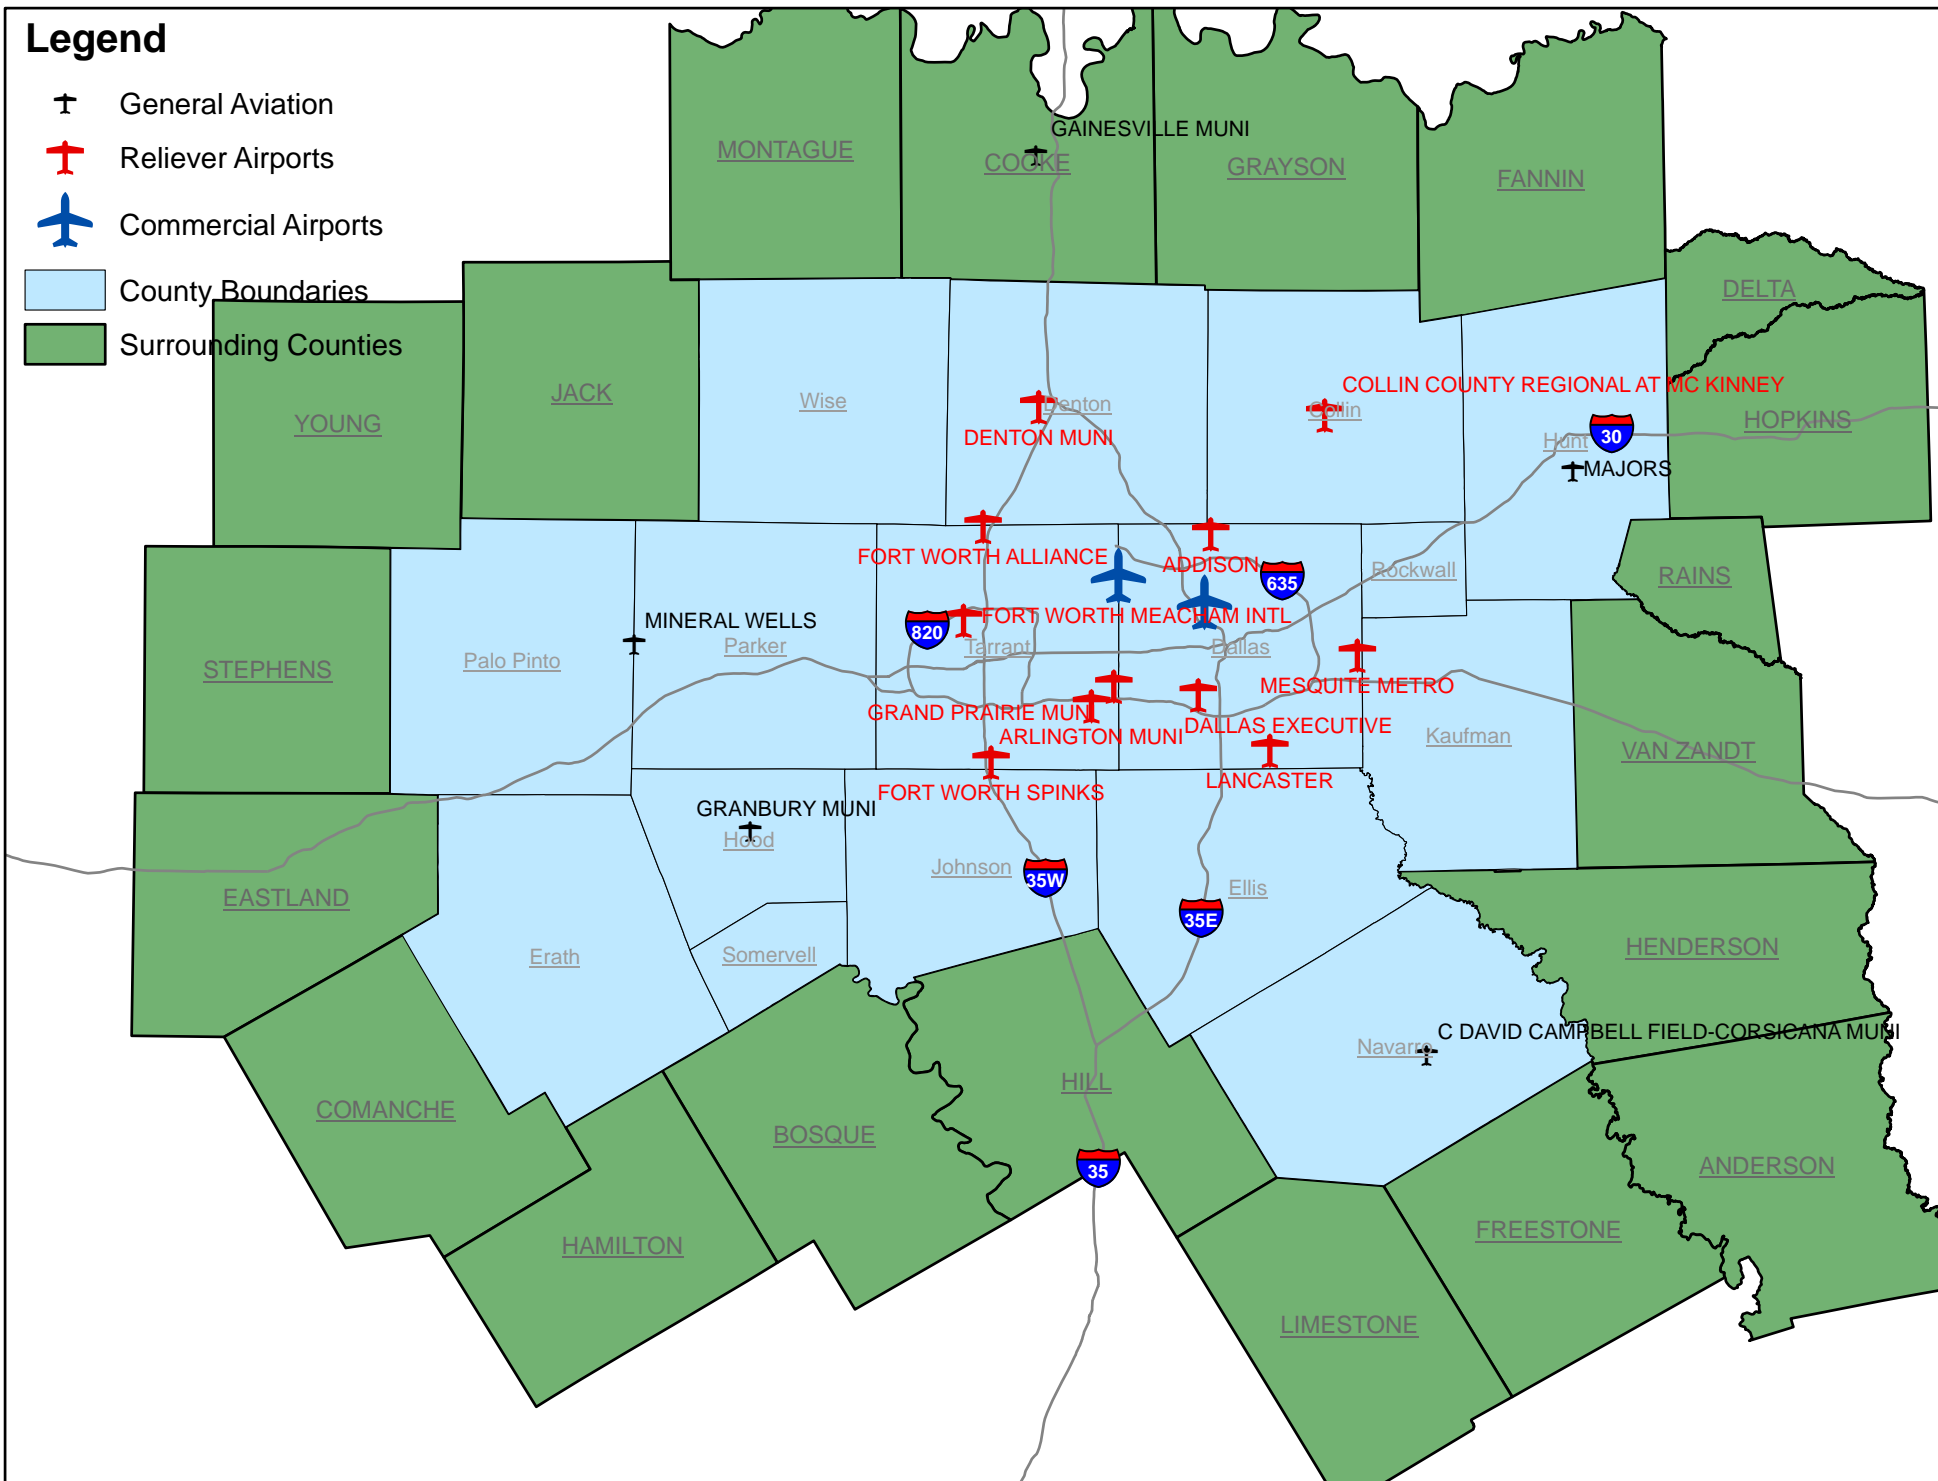 Legend
General Aviation
Reliever Airports
Commercial Airports
County Boundaries
Surrounding Counties
GAINESVILLE MUNI
MONTAGUE
COOKE
GRAYSON
FANNIN
DELTA
JACK
Wise
Denton
Collin
COLLIN COUNTY REGIONAL AT MC KINNEY
YOUNG
HOPKINS
DENTON MUNI
Hunt
30
MAJORS
FORT WORTH ALLIANCE
ADDISON
635
Rockwall
RAINS
MINERAL WELLS
820
FORT WORTH MEACHAM INTL
Palo Pinto
Parker
Tarrant
Dallas
STEPHENS
MESQUITE METRO
GRAND PRAIRIE MUNI
DALLAS EXECUTIVE
ARLINGTON MUNI
Kaufman
VAN ZANDT
LANCASTER
FORT WORTH SPINKS
GRANBURY MUNI
Hood
Johnson
35W
Ellis
EASTLAND
35E
Erath
Somervell
HENDERSON
C DAVID CAMPBELL FIELD-CORSICANA MUNI
Navarro
HILL
COMANCHE
BOSQUE
35
ANDERSON
HAMILTON
FREESTONE
LIMESTONE